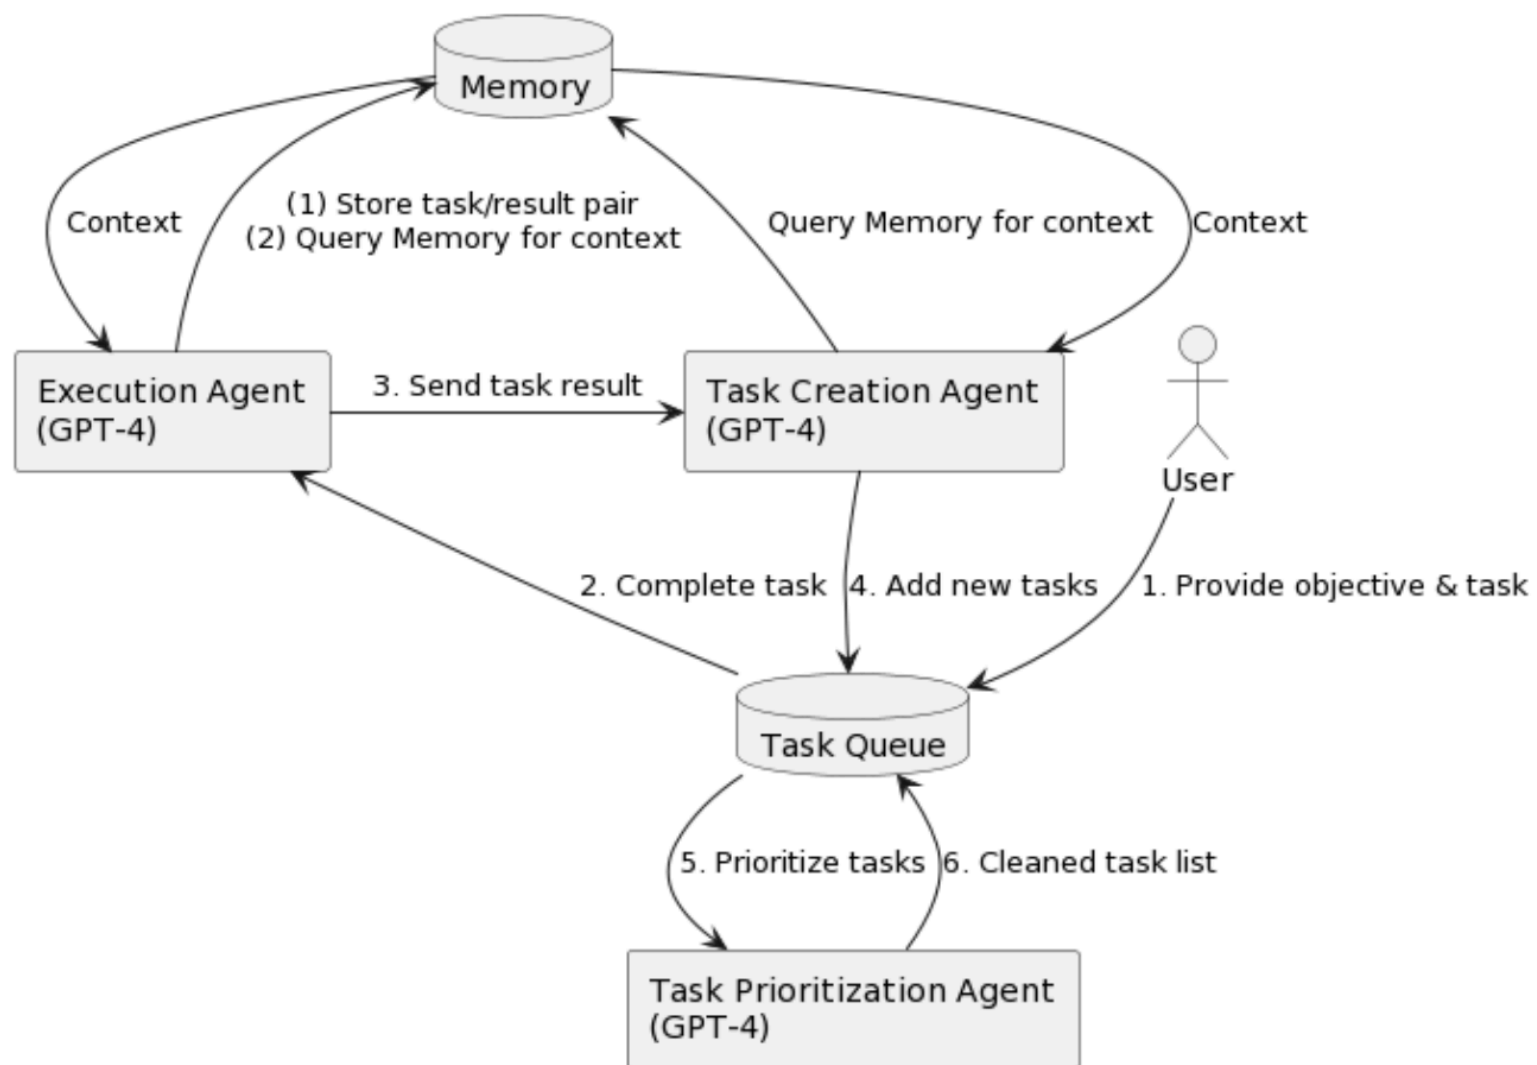 Memory
(1) Store task/result pair
Context
Query Memory for context
Context
(2) Query Memory for context
Execution Agent
(GPT-4)
3. Send task result
Task Creation Agent
(GPT-4)
User
2. Complete task
4. Add new tasks
1. Provide objective & task
Task Queue
5. Prioritize tasks
6. Cleaned task list
Task Prioritization Agent
(GPT-4)